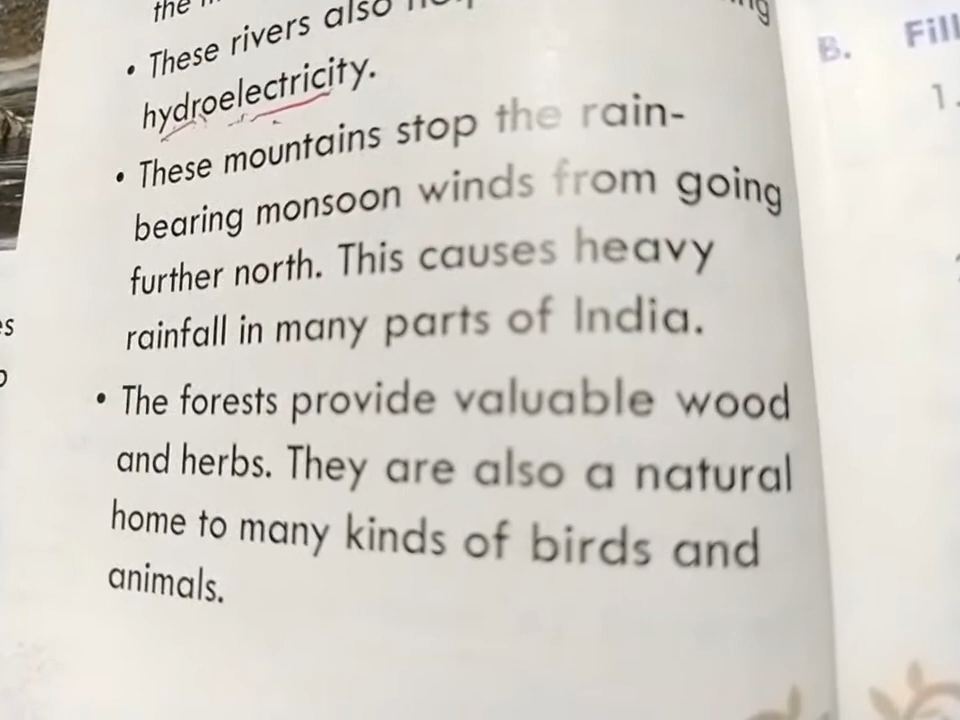 the
• These rivers also
hydroelectricity.
• These mountains stop the rain-
bearing monsoon winds from going
further north. This causes heavy
rainfall in many parts of India.
• The forests provide valuable wood
and herbs. They are also a natural
home to many kinds of birds and
animals.
B. Fill
1.